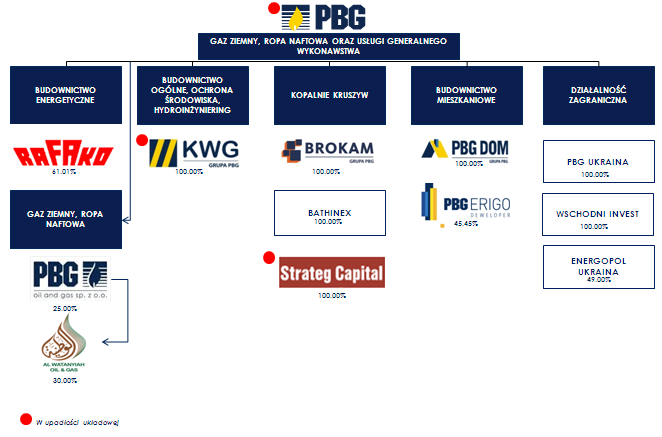 PBG
GAZ ZIEMNY, ROPA NAFTOWA ORAZ USŁUGI GENERALNEGO
WYKONAWSTWA
BUDOWNICTWO
ENERGETYCZNE
BUDOWNICTWO
OGÓLNE, OCHRONA
ŚRODOWISKA,
HYDROINŻYNIERING
KOPALNIE KRUSZYW
BUDOWNICTWO
MIESZKANIOWE
DZIAŁALNOŚĆ
ZAGRANICZNA
RAFAKO
61.01%
KWG
GRUPA PBG
100.00%
BROKAM
GRUPA PBG
100.00%
PBG DOM
GRUPA PBG
100.00%
PBG UKRAINA
100.00%
GAZ ZIEMNY, ROPA
NAFTOWA
BATHINEX
100.00%
PBG ERIGO
DEWELOPER
45.45%
WSCHODNI INVEST
100.00%
PBG
oil and gas sp. z o.o.
25.00%
Strateg Capital
100.00%
ENERGOPOL
UKRAINA
49.00%
AL WATANYIAH
OIL & GAS
30.00%
W upadłości układowej